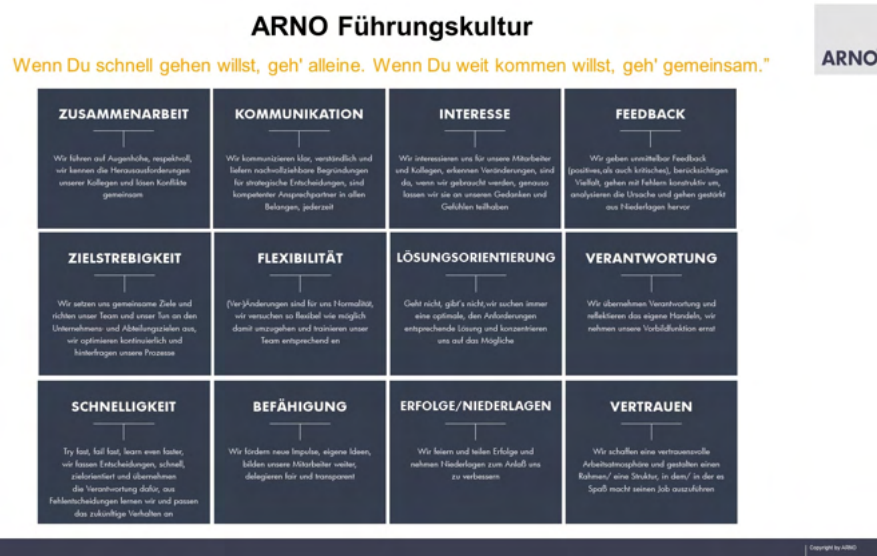 ARNO Führungskultur
Wenn Du schnell gehen willst, geh' alleine. Wenn Du weit kommen willst, geh' gemeinsam.”
ARNO
ZUSAMMENARBEIT
Wir führen auf Augenhöhe, respektvoll,
wir kennen die Herausausforderungen
unserer Kollegen und lösen Konflikte
gemeinsam
KOMMUNIKATION
Wir kommunizieren klar, verständlich und
liefern nachvollziehbare Begründungen
für strategische Entscheidungen, sind
kompetenter Ansprechpartner in allen
Belangen, jederzeit
INTERESSE
Wir interessieren uns für unsere Mitarbeiter
und Kollegen, erkennen Veränderungen, sind
da, wenn wir gebraucht werden, genauso
lassen wir sie an unseren Gedanken und
Gefühlen teilhaben
FEEDBACK
Wir geben unmittelbar Feedback
(positives,als auch kritisches), berücksichtigen
Vielfalt, gehen mit Fehlern konstruktiv um,
analysieren die Ursache und gehen gestärkt
aus Niederlagen hervor
ZIELSTREBIGKEIT
Wir setzen uns gemeinsame Ziele und
richten unser Team und unser Tun an den
Unternehmens- und Abteilungszielen aus,
wir optimieren kontinuierlich und
hinterfragen unsere Prozesse
FLEXIBILITÄT
(Ver-)Änderungen sind für uns Normalität,
wir versuchen so flexibel wie möglich
damit umzugehen und trainieren unser
Team entsprechend en
LÖSUNGSORIENTIERUNG
Geht nicht, gibt's nicht,wir suchen immer
eine optimale, den Anforderungen
entsprechende Lösung und konzentrieren
uns auf das Mögliche
VERANTWORTUNG
Wir übernehmen Verantwortung und
reflektieren das eigene Handeln, wir
nehmen unsere Vorbildfunktion ernst
SCHNELLIGKEIT
Try fast, fail fast, learn even faster,
wir fassen Entscheidungen, schnell,
zielorientiert und übernehmen
die Verantwortung dafür, aus
Fehlentscheidungen lernen wir und passen
das zukünftige Verhalten an
BEFÄHIGUNG
Wir fördern neue Impulse, eigene Ideen,
bilden unsere Mitarbeiter weiter,
delegieren fair und transparent
ERFOLGE/NIEDERLAGEN
Wir feiern und teilen Erfolge und
nehmen Niederlagen zum Anlaß uns
zu verbessern
VERTRAUEN
Wir schaffen eine vertrauensvolle
Arbeitsatmosphäre und gestalten einen
Rahmen/ eine Struktur, in dem/ in der es
Spaß macht seinen Job auszuführen
Copyright by ARNO